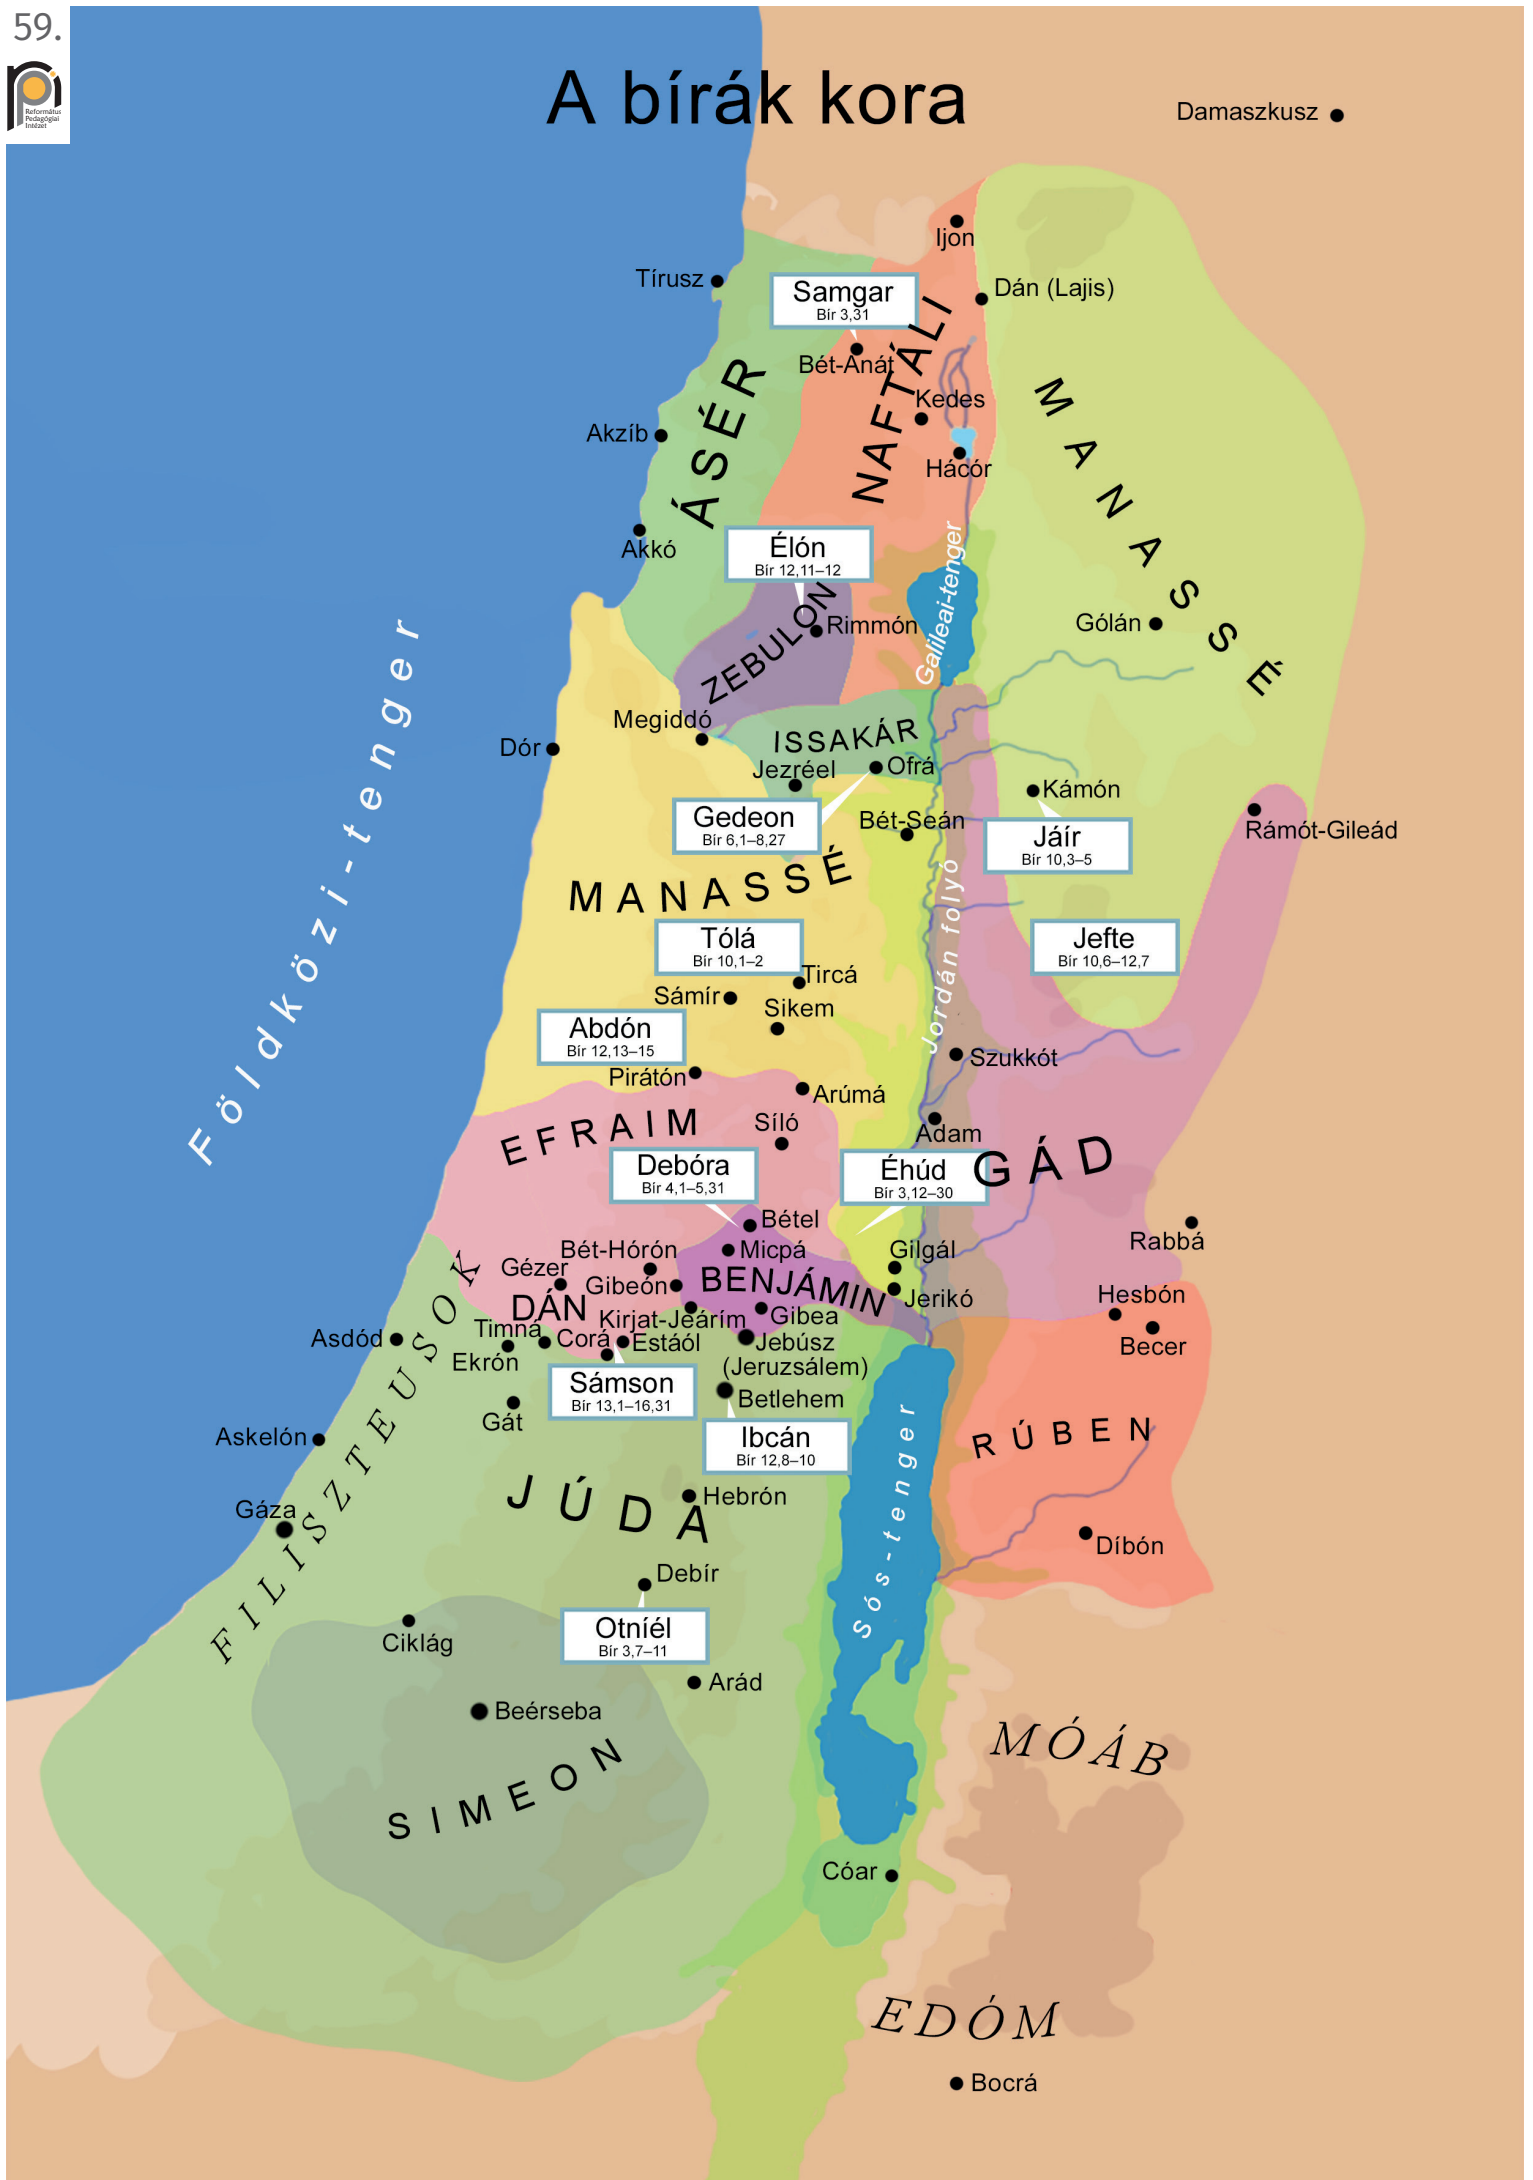 59.
Református
Pedagógiai
Intézet
A bírák kora
Damaszkusz
Ijon
Tírusz
Dán (Lajis)
Samgar
Bír 3,31
Bét-Anát
NAFTÁLI
ÁSÉR
Kedes
MANASSÉ
Akzíb
Hácór
Akkó
Élón
Bír 12,11–12
Galileai-tenger
Rimmón
ZEBULON
Gólán
Földközi-tenger
Megiddó
Dór
ISSAKÁR
Jezréel
Ofrá
Kámón
Gedeon
Bír 6,1–8,27
Bét-Seán
Jáír
Bír 10,3–5
Rámót-Gileád
MANASSÉ
Jordán folyó
Tólá
Bír 10,1–2
Jefte
Bír 10,6–12,7
Tircá
Sámír
Sikem
Abdón
Bír 12,13–15
Szukkót
Pirátón
Arúmá
EFRAIM
Síló
Ádám
GÁD
Debóra
Bír 4,1–5,31
Éhúd
Bír 3,12–30
Bétel
Rabbá
Bét-Hórón
Micpá
Gilgál
Gézer
Gibeón
BENJÁMIN
Jerikó
Hesbón
DÁN
Kirjat-Jeárím
Gibea
Timná
Corá
Estáól
Jebúsz
(Jeruzsálem)
Becer
Asdód
Ekrón
Sámson
Bír 13,1–16,31
Betlehem
Gát
Ibcán
Bír 12,8–10
Askelón
RÚBEN
FILISZTEUSOK
JÚDA
Hebrón
Sós-tenger
Gáza
Díbón
Debír
Otníél
Bír 3,7–11
Ciklág
Arád
Beérseba
MÓÁB
SIMEON
Cóar
EDÓM
Bocrá